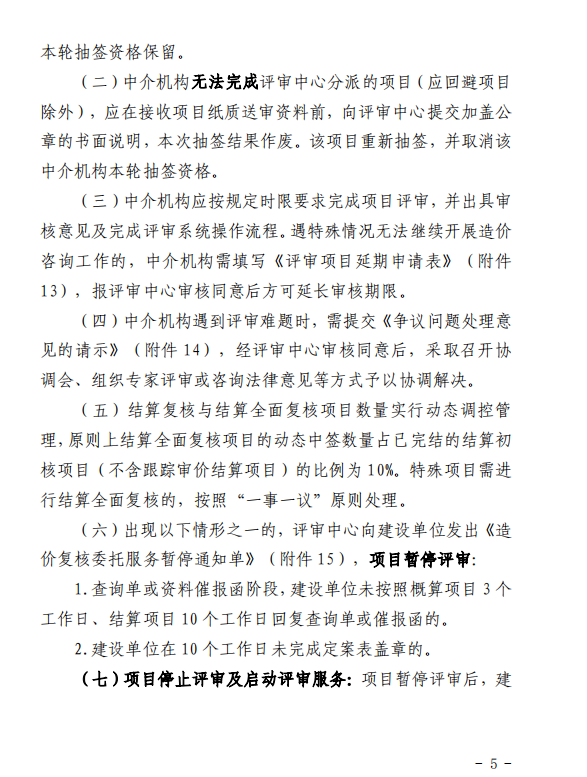 本轮抽签资格保留。
（二）中介机构无法完成评审中心分派的项目（应回避项目
除外），应在接收项目纸质送审资料前，向评审中心提交加盖公
章的书面说明，本次抽签结果作废。该项目重新抽签，并取消该
中介机构本轮抽签资格。
（三）中介机构应按规定时限要求完成项目评审，并出具审
核意见及完成评审系统操作流程。遇特殊情况无法继续开展造价
咨询工作的，中介机构需填写《评审项目延期申请表》（附件
13），报评审中心审核同意后方可延长审核期限。
（四）中介机构遇到评审难题时，需提交《争议问题处理意
见的请示》（附件 14），经评审中心审核同意后，采取召开协
调会、组织专家评审或咨询法律意见等方式予以协调解决。
（五）结算复核与结算全面复核项目数量实行动态调控管
理，原则上结算全面复核项目的动态中签数量占已完结的结算初
核项目（不含跟踪审价结算项目）的比例为 10%。特殊项目需进
行结算全面复核的，按照“一事一议”原则处理。
（六）出现以下情形之一的，评审中心向建设单位发出《造
价复核委托服务暂停通知单》（附件 15），项目暂停评审：
1.查询单或资料催报函阶段，建设单位未按照概算项目 3 个
工作日、结算项目 10 个工作日回复查询单或催报函的。
2.建设单位在 10 个工作日未完成定案表盖章的。
（七）项目停止评审及启动评审服务：项目暂停评审后，建
- 5 -